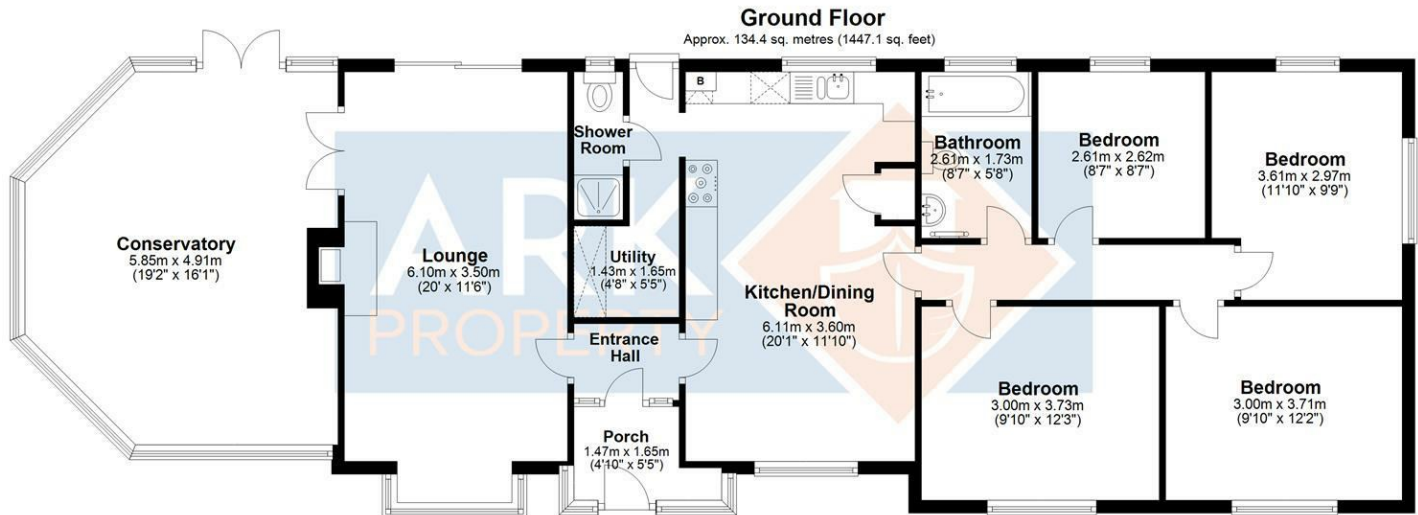 Ground Floor
Approx. 134.4 sq. metres (1447.1 sq. feet)
B
Shower
Room
Bathroom
2.61m x 1.73m
(8'7" x 5'8")
Bedroom
2.61m x 2.62m
(8'7" x 8'7")
Bedroom
3.61m x 2.97m
(11'10" x 9'9")
Conservatory
5.85m x 4.91m
(19'2" x 16'1")
Lounge
6.10m x 3.50m
(20' x 11'6")
Utility
1.43m x 1.65m
(4'8" x 5'5")
Kitchen/Dining
Room
6.11m x 3.60m
(20'1" x 11'10")
Entrance
Hall
Bedroom
3.00m x 3.73m
(9'10" x 12'3")
Bedroom
3.00m x 3.71m
(9'10" x 12'2")
Porch
1.47m x 1.65m
(4'10" x 5'5")
ARK
PROPERTY